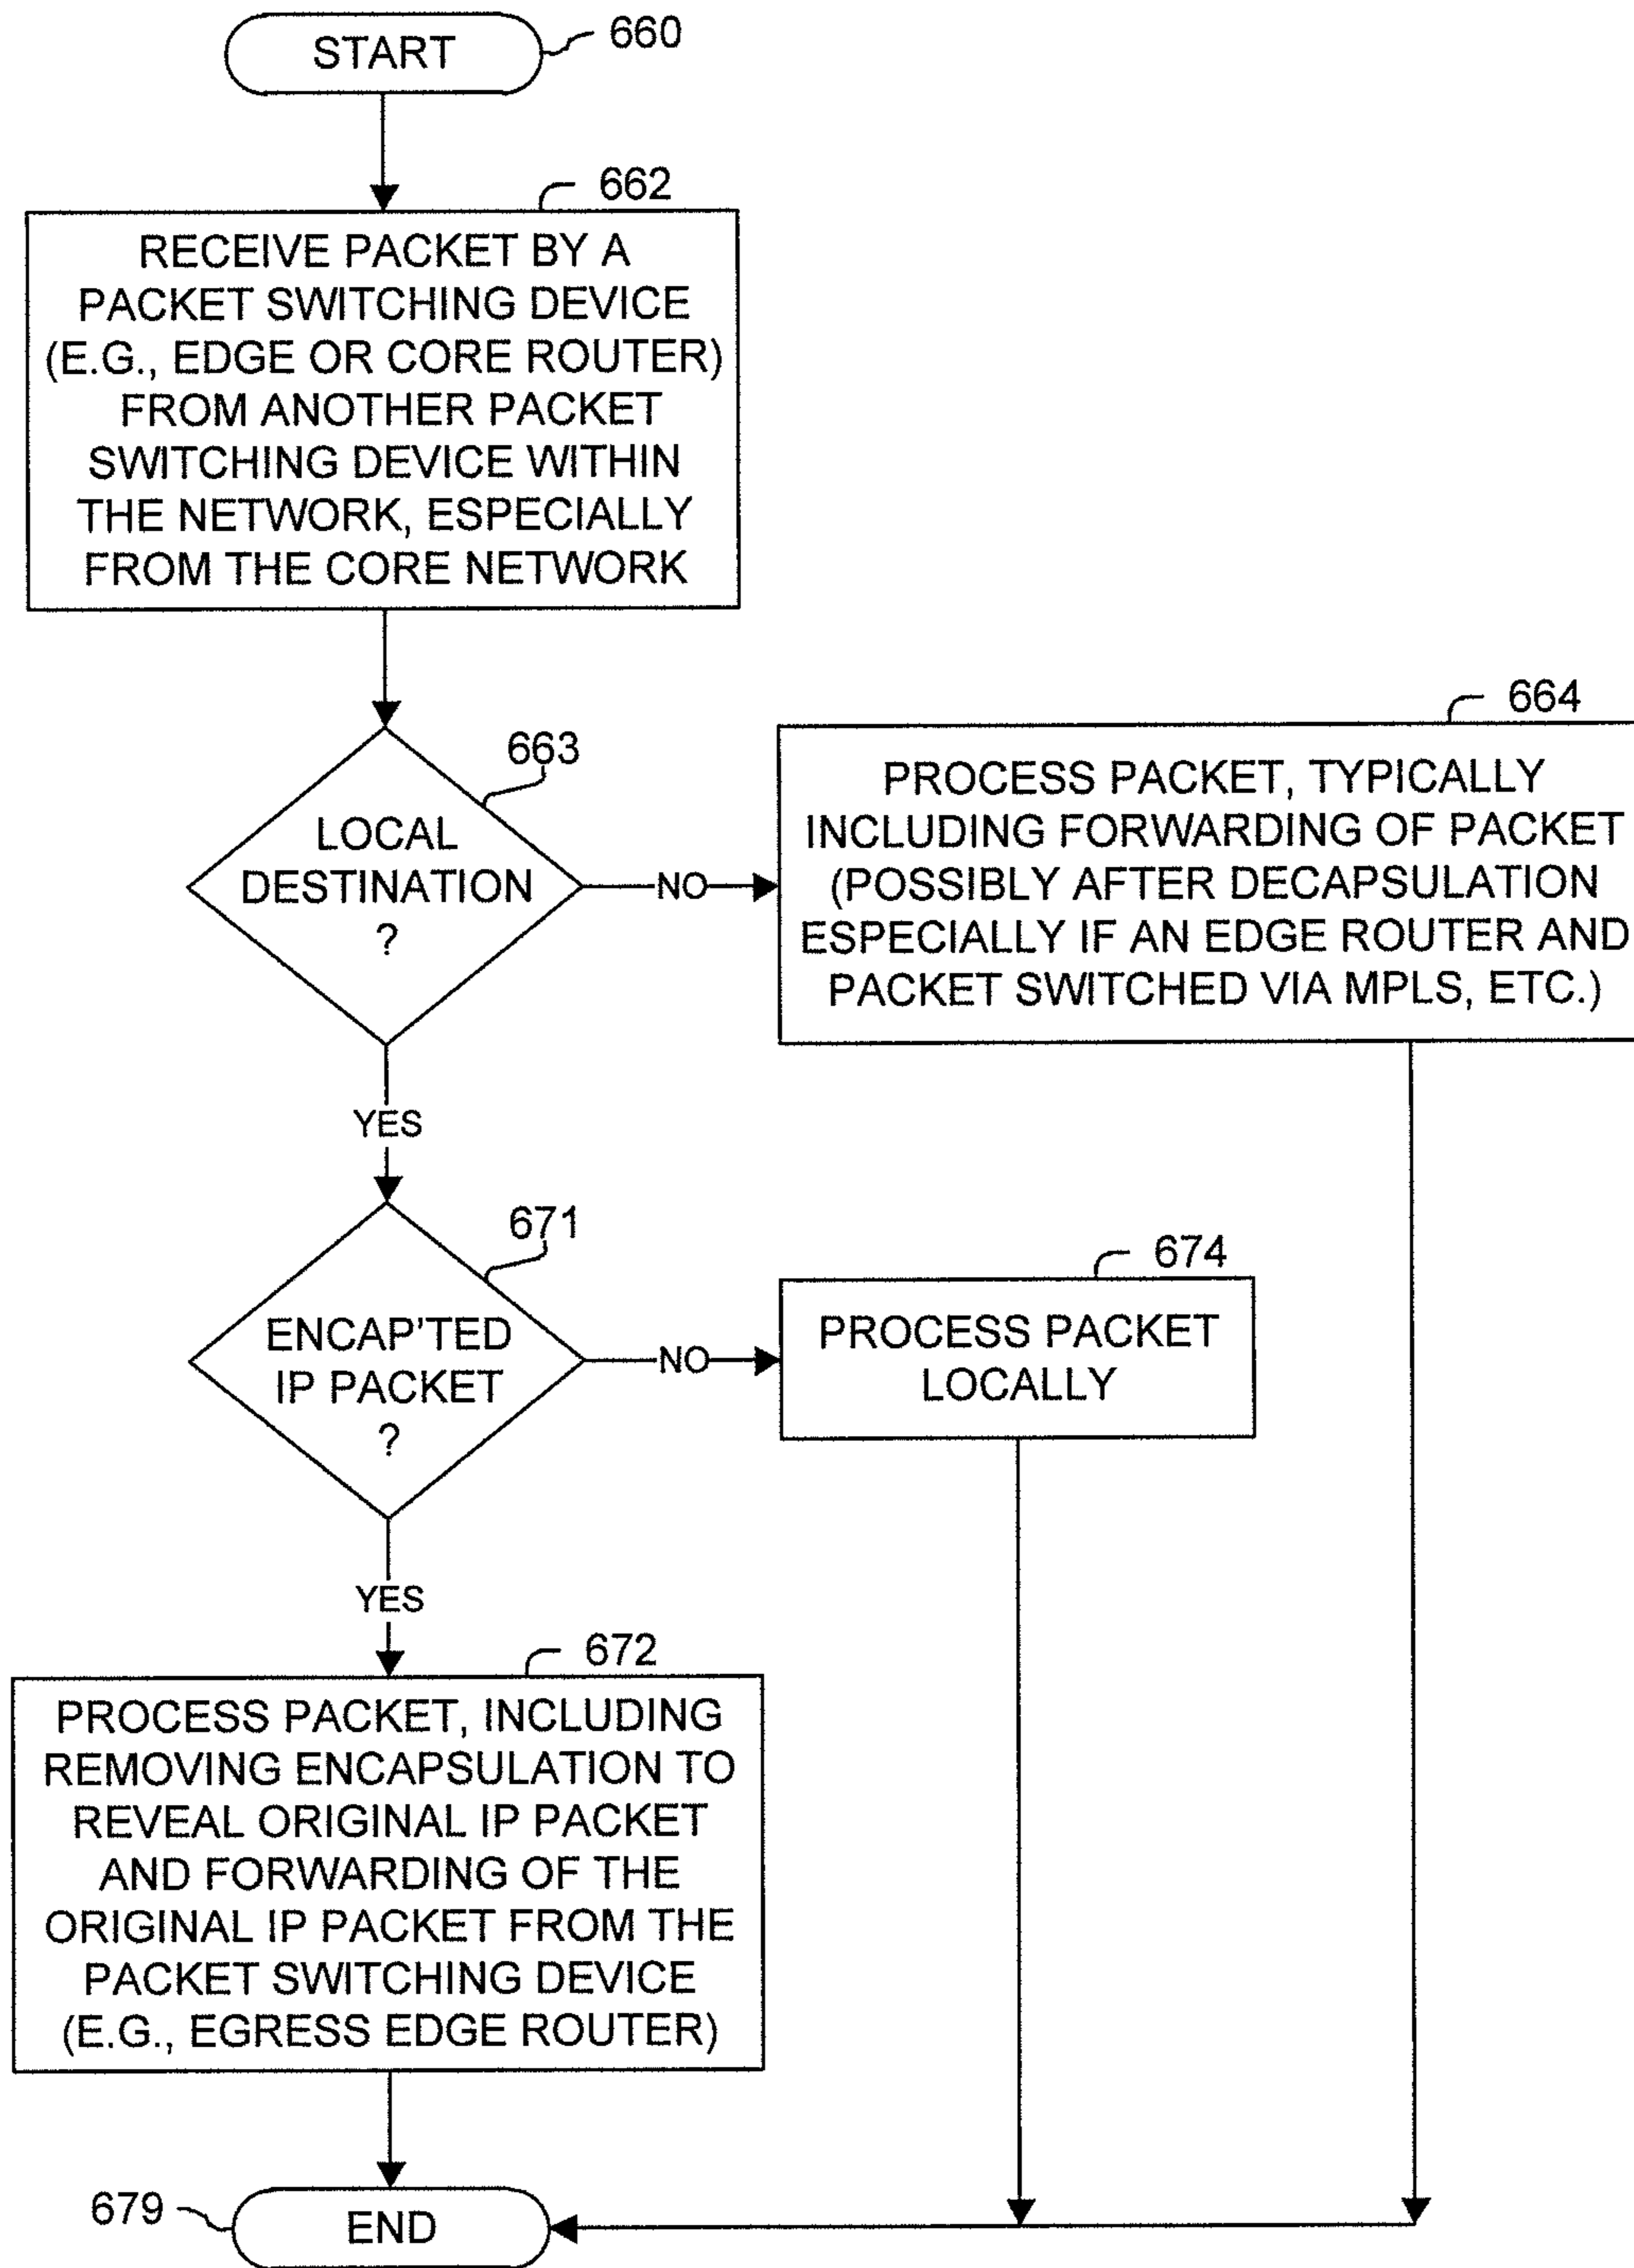 START
660
662
RECEIVE PACKET BY A
PACKET SWITCHING DEVICE
(E.G., EDGE OR CORE ROUTER)
FROM ANOTHER PACKET
SWITCHING DEVICE WITHIN
THE NETWORK, ESPECIALLY
FROM THE CORE NETWORK
663
LOCAL
DESTINATION
?
NO
664
PROCESS PACKET, TYPICALLY
INCLUDING FORWARDING OF PACKET
(POSSIBLY AFTER DECAPSULATION
ESPECIALLY IF AN EDGE ROUTER AND
PACKET SWITCHED VIA MPLS, ETC.)
YES
671
ENCAP'TED
IP PACKET
?
NO
674
PROCESS PACKET
LOCALLY
YES
672
PROCESS PACKET, INCLUDING
REMOVING ENCAPSULATION TO
REVEAL ORIGINAL IP PACKET
AND FORWARDING OF THE
ORIGINAL IP PACKET FROM THE
PACKET SWITCHING DEVICE
(E.G., EGRESS EDGE ROUTER)
679
END